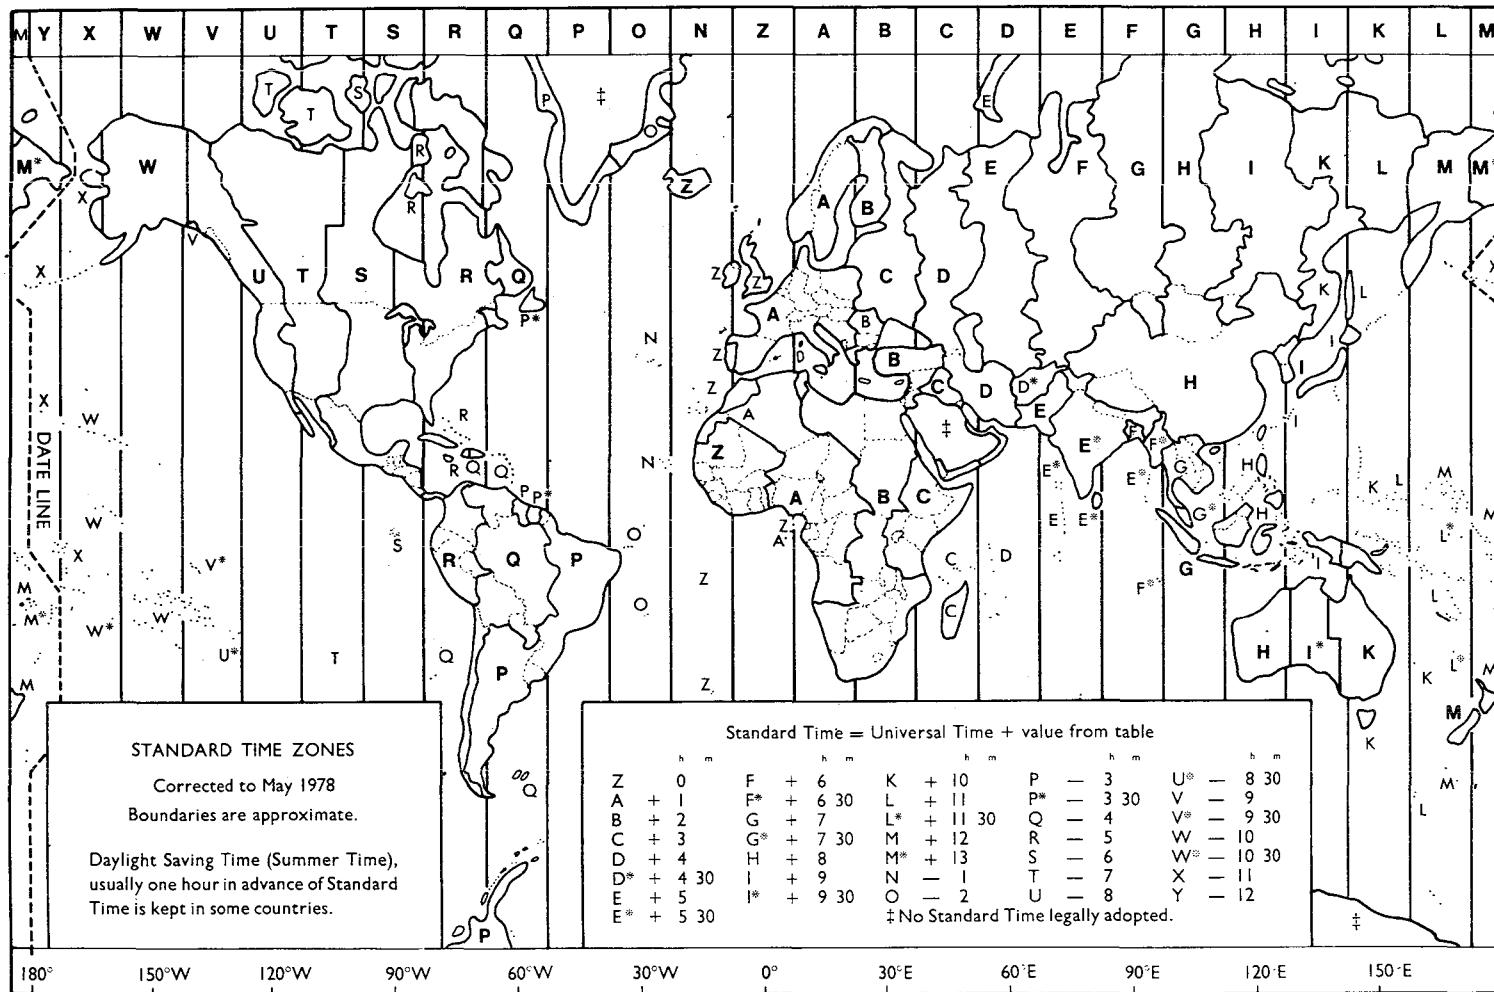 M Y X W V U T S R Q P O N Z A B C D E F G H I K L M
T S P ‡ O E
T
M* W R Z E F G H I K L M M*
X R A B
V
X U T S R Q Z Z A C D K L X
P* N Z B I
B I
X W R Z A C D D* H
E
DATE LINE
R Q Q N Z ‡ E* F F* G H M
P P* A B C E* E* K L M
W S O Z E E* G* H L*
X V* R Q P A C D I
M Z F* G
M* W* W O C L
U* T Q P H I* K L* M
M Z K M
K
Q M*
L
P ‡
STANDARD TIME ZONES
Corrected to May 1978
Boundaries are approximate.
Daylight Saving Time (Summer Time),
usually one hour in advance of Standard
Time is kept in some countries.
Standard Time = Universal Time + value from table
h m h m h m h m h m
Z 0 F + 6 K + 10 P — 3 U* — 8 30
A + 1 F* + 6 30 L + 11 P* — 3 30 V — 9
B + 2 G + 7 L* + 11 30 Q — 4 V* — 9 30
C + 3 G* + 7 30 M + 12 R — 5 W — 10
D + 4 H + 8 M* + 13 S — 6 W* — 10 30
D* + 4 30 I + 9 N — 1 T — 7 X — 11
E + 5 I* + 9 30 O — 2 U — 8 Y — 12
E* + 5 30 ‡ No Standard Time legally adopted.
180° 150°W 120°W 90°W 60°W 30°W 0° 30°E 60°E 90°E 120°E 150°E